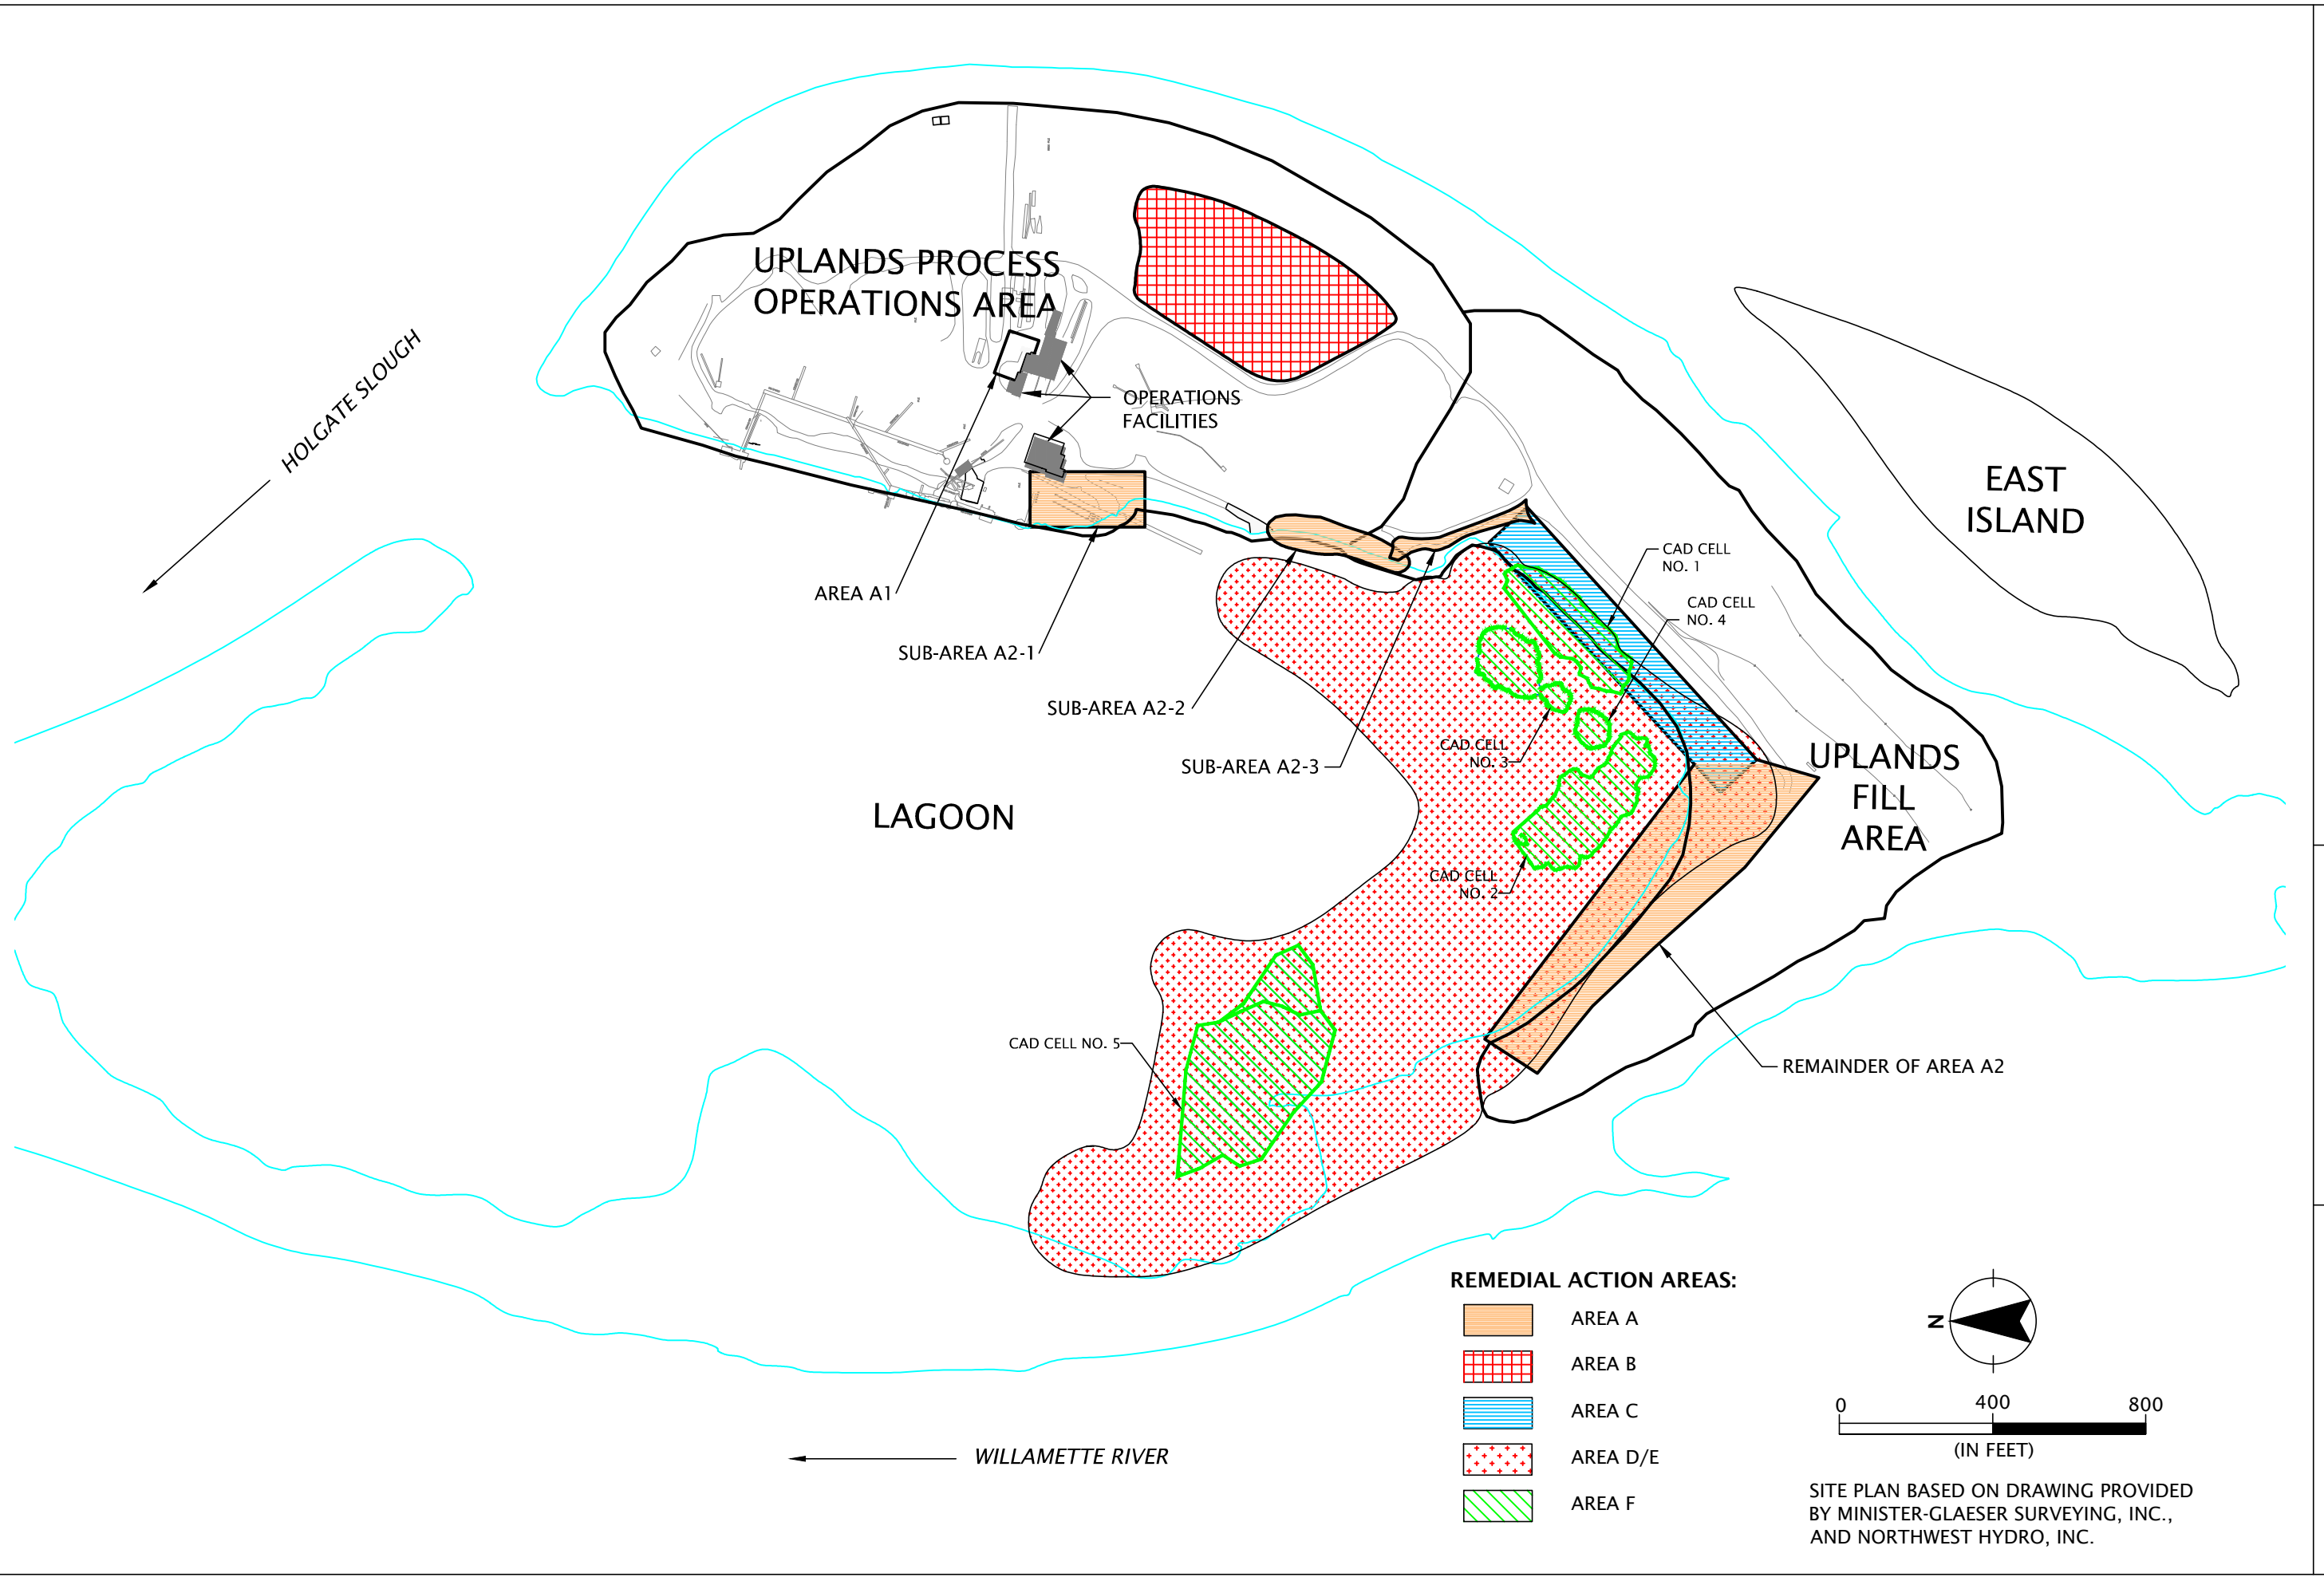 UPLANDS PROCESS
OPERATIONS AREA
HOLGATE SLOUGH
OPERATIONS
FACILITIES
EAST
ISLAND
CAD CELL
NO. 1
AREA A1
CAD CELL
NO. 4
SUB-AREA A2-1
SUB-AREA A2-2
CAD CELL
NO. 3
SUB-AREA A2-3
UPLANDS
FILL
AREA
LAGOON
CAD CELL
NO. 2
CAD CELL NO. 5
REMAINDER OF AREA A2
REMEDIAL ACTION AREAS:
AREA A
AREA B
AREA C
AREA D/E
AREA F
N
0 400 800
(IN FEET)
WILLAMETTE RIVER
SITE PLAN BASED ON DRAWING PROVIDED
BY MINISTER-GLAESER SURVEYING, INC.,
AND NORTHWEST HYDRO, INC.